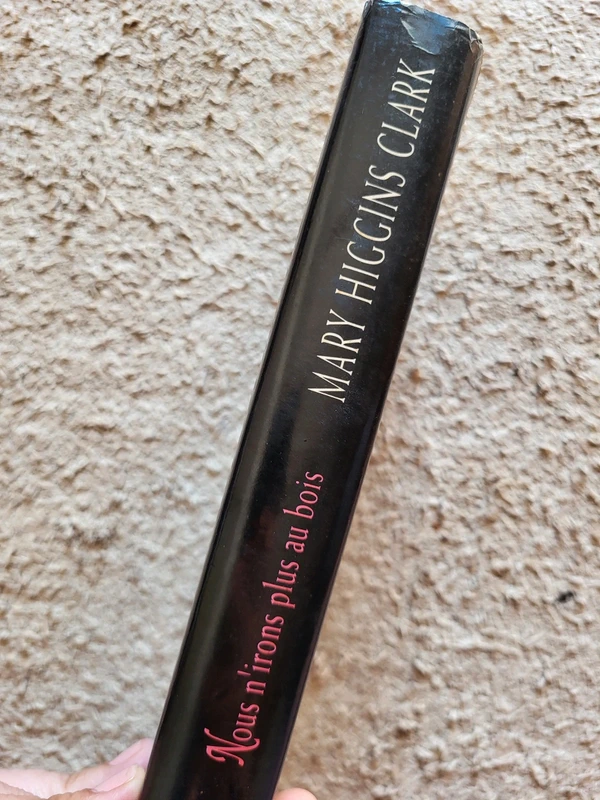 Nous n'irons plus au bois
MARY HIGGINS CLARK